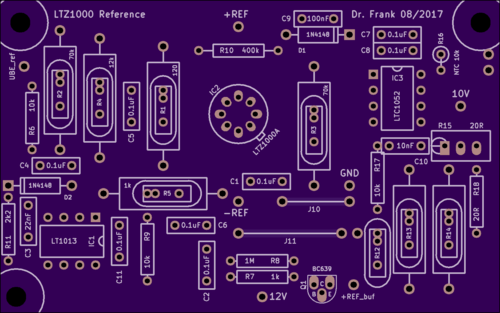 LTZ1000 Reference
+REF
C9
100nF
Dr. Frank 08/2017
1N4148
D1
C7
0.1uF
C8
0.1uF
R16
NTC 10k
UBE_ref
70k
R2
12k
R4
120
R1
R10 400k
IC2
LTZ1000A
70k
R3
IC3
LTC1052
10V
R15
20R
10k
R6
C5
0.1uF
C4
0.1uF
1N4148
D2
1k
R5
C1
0.1uF
GND
J10
-REF
R17
10k
10nF
C10
R18
20R
R11
2k2
C3
22nF
LT1013
IC1
C11
0.1uF
R9
10k
0.1uF
C6
C2
0.1uF
J11
1M
R8
R7
1k
12V
Q1
BC639
B
C
E
+REF_buf
R12
R13
R14